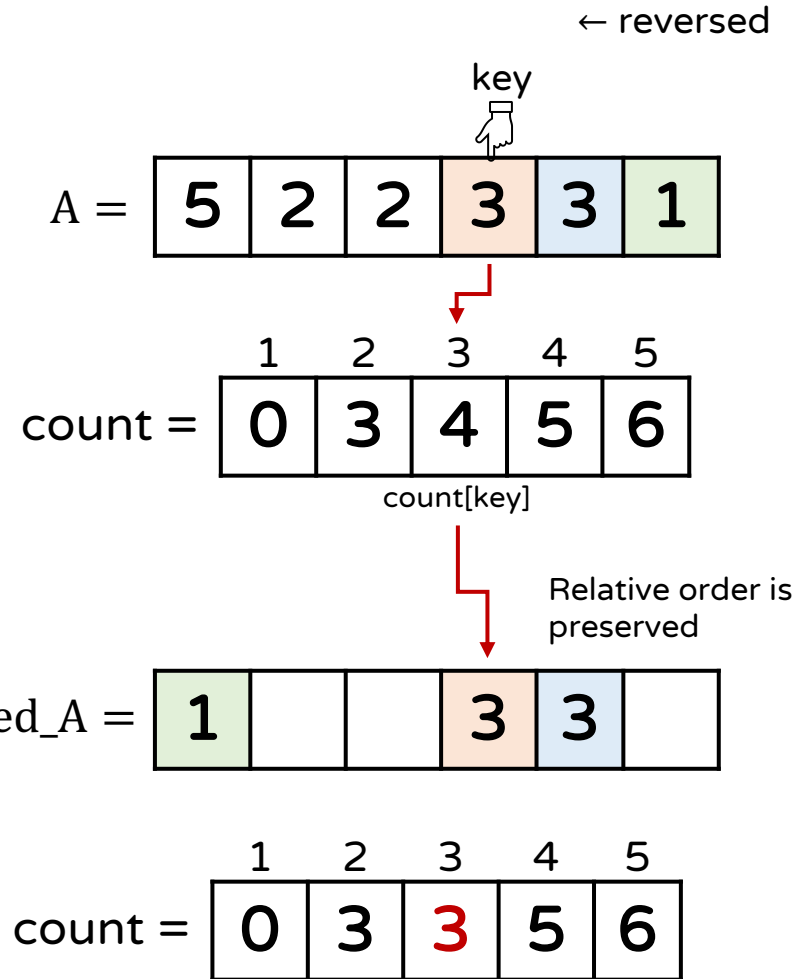 ← reversed
key
A = 5 2 2 3 3 1
1 2 3 4 5
count = 0 3 4 5 6
count[key]
Relative order is
preserved
ed_A = 1 3 3
1 2 3 4 5
count = 0 3 3 5 6